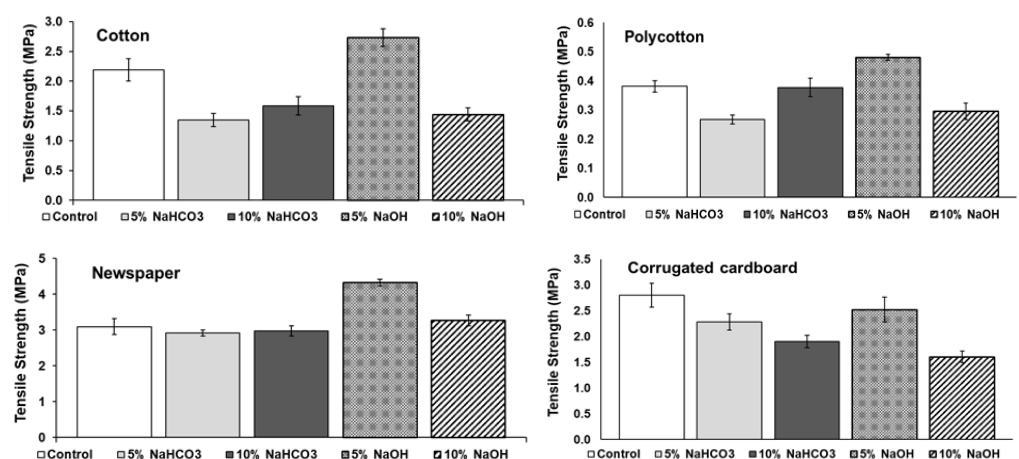 Cotton
Tensile Strength (MPa)
3.0
2.5
2.0
1.5
1.0
0.5
0.0
Control 5% NaHCO3 10% NaHCO3 5% NaOH 10% NaOH
Polycotton
Tensile Strength (MPa)
0.6
0.5
0.4
0.3
0.2
0.1
0.0
Control 5% NaHCO3 10% NaHCO3 5% NaOH 10% NaOH
Newspaper
Tensile Strength (MPa)
5
4
3
2
1
0
Control 5% NaHCO3 10% NaHCO3 5% NaOH 10% NaOH
Corrugated cardboard
Tensile Strength (MPa)
3.5
3.0
2.5
2.0
1.5
1.0
0.5
0.0
Control 5% NaHCO3 10% NaHCO3 5% NaOH 10% NaOH